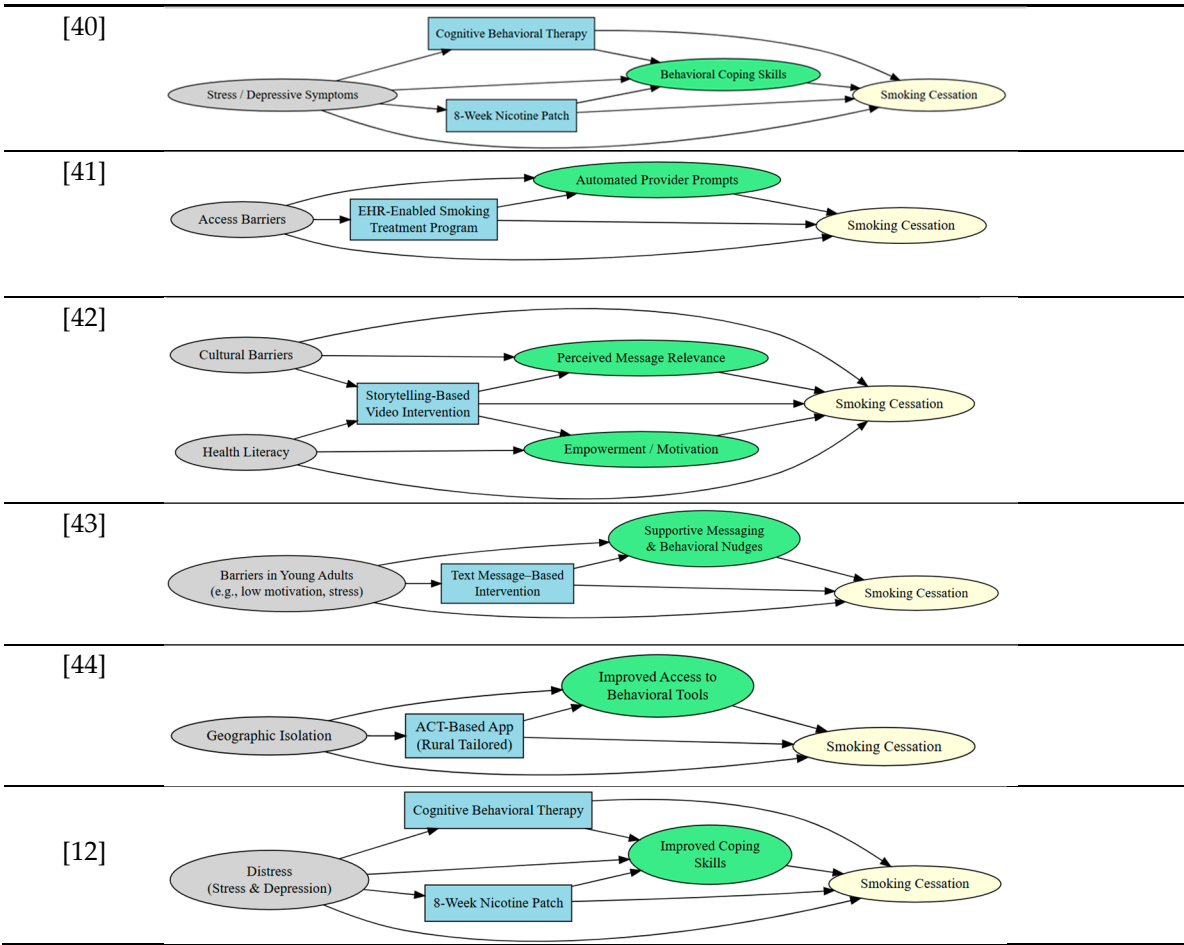 [40]
Cognitive Behavioral Therapy
Behavioral Coping Skills
Stress / Depressive Symptoms
Smoking Cessation
8-Week Nicotine Patch
[41]
Automated Provider Prompts
EHR-Enabled Smoking
Treatment Program
Access Barriers
Smoking Cessation
[42]
Cultural Barriers
Perceived Message Relevance
Storytelling-Based
Video Intervention
Smoking Cessation
Health Literacy
Empowerment / Motivation
[43]
Supportive Messaging
& Behavioral Nudges
Barriers in Young Adults
(e.g., low motivation, stress)
Text Message–Based
Intervention
Smoking Cessation
[44]
Improved Access to
Behavioral Tools
Geographic Isolation
ACT-Based App
(Rural Tailored)
Smoking Cessation
[12]
Cognitive Behavioral Therapy
Improved Coping
Skills
Distress
(Stress & Depression)
Smoking Cessation
8-Week Nicotine Patch